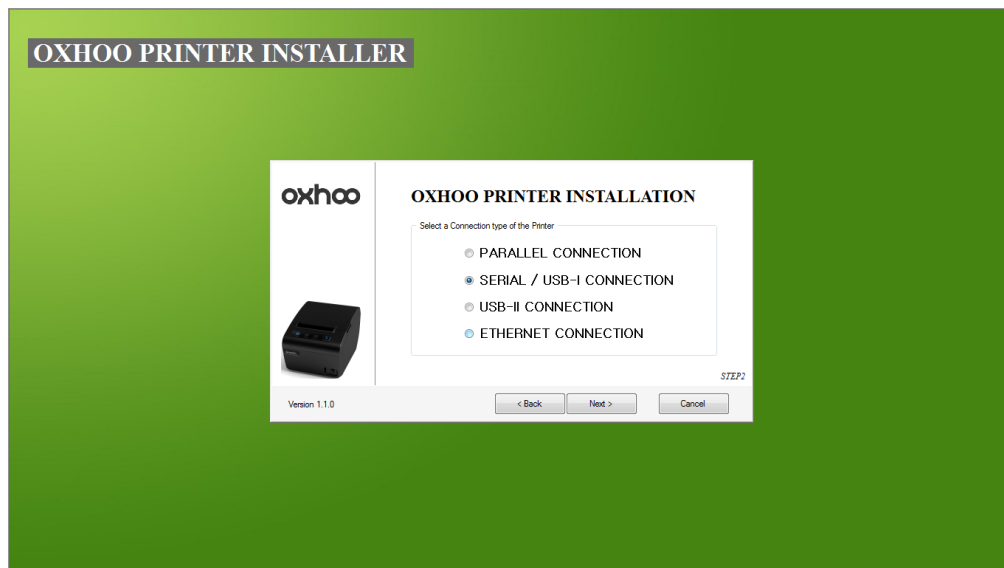 OXHOO PRINTER INSTALLER
oxhoo
OXHOO PRINTER INSTALLATION
Select a Connection type of the Printer
PARALLEL CONNECTION
SERIAL / USB-I CONNECTION
USB-II CONNECTION
ETHERNET CONNECTION
STEP2
Version 1.1.0
< Back
Next >
Cancel